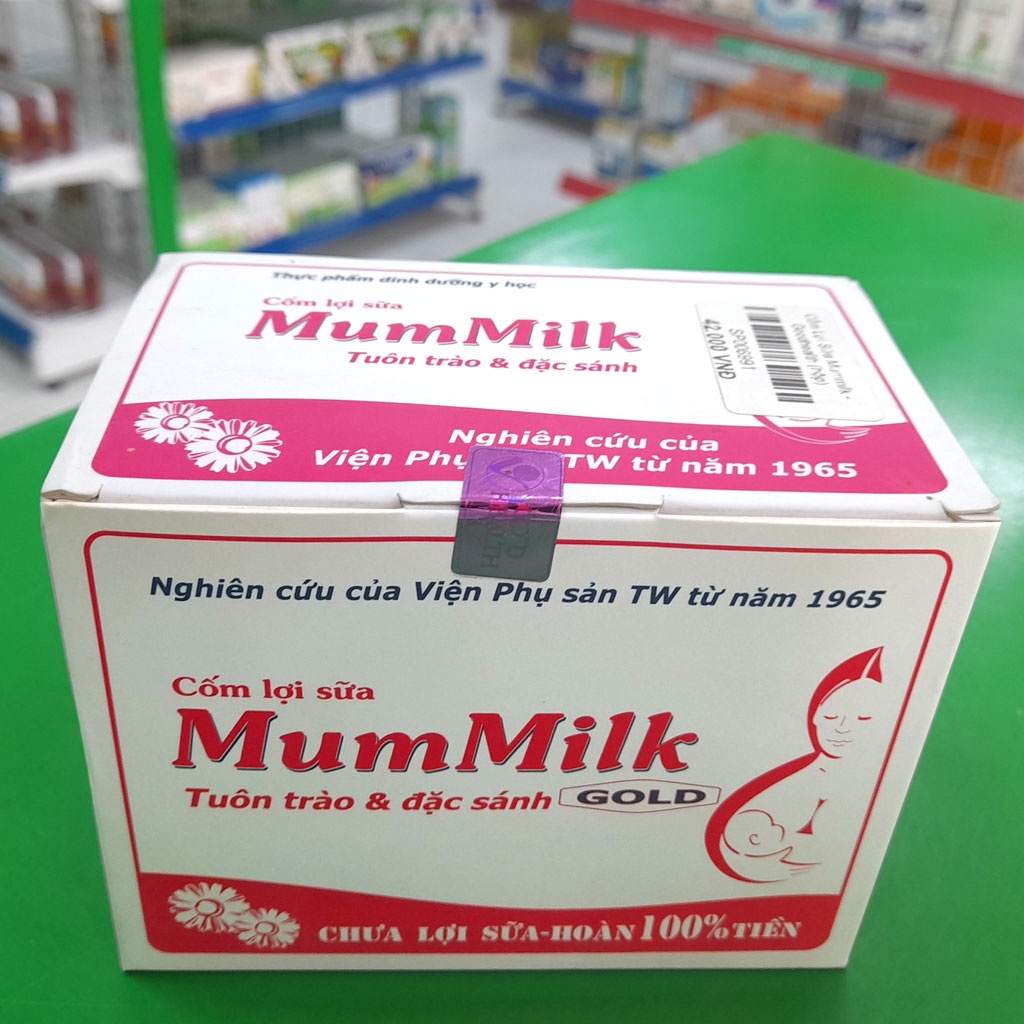 Thực phẩm dinh dưỡng y học
Cốm lợi sữa
MumMilk
Tuôn trào & đặc sánh
SP006991
42.000 VNĐ
Nghiên cứu của
Viện Phụ TW từ năm 1965
Nghiên cứu của Viện Phụ sản TW từ năm 1965
Cốm lợi sữa
MumMilk
Tuôn trào & đặc sánh GOLD
CHƯA LỢI SỮA-HOÀN 100% TIỀN